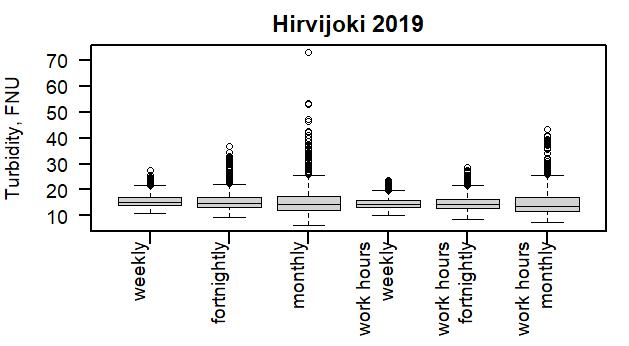 Hirvijoki 2019
Turbidity, FNU
70
60
50
40
30
20
10
weekly
fortnightly
monthly
work hours
weekly
work hours
fortnightly
work hours
monthly